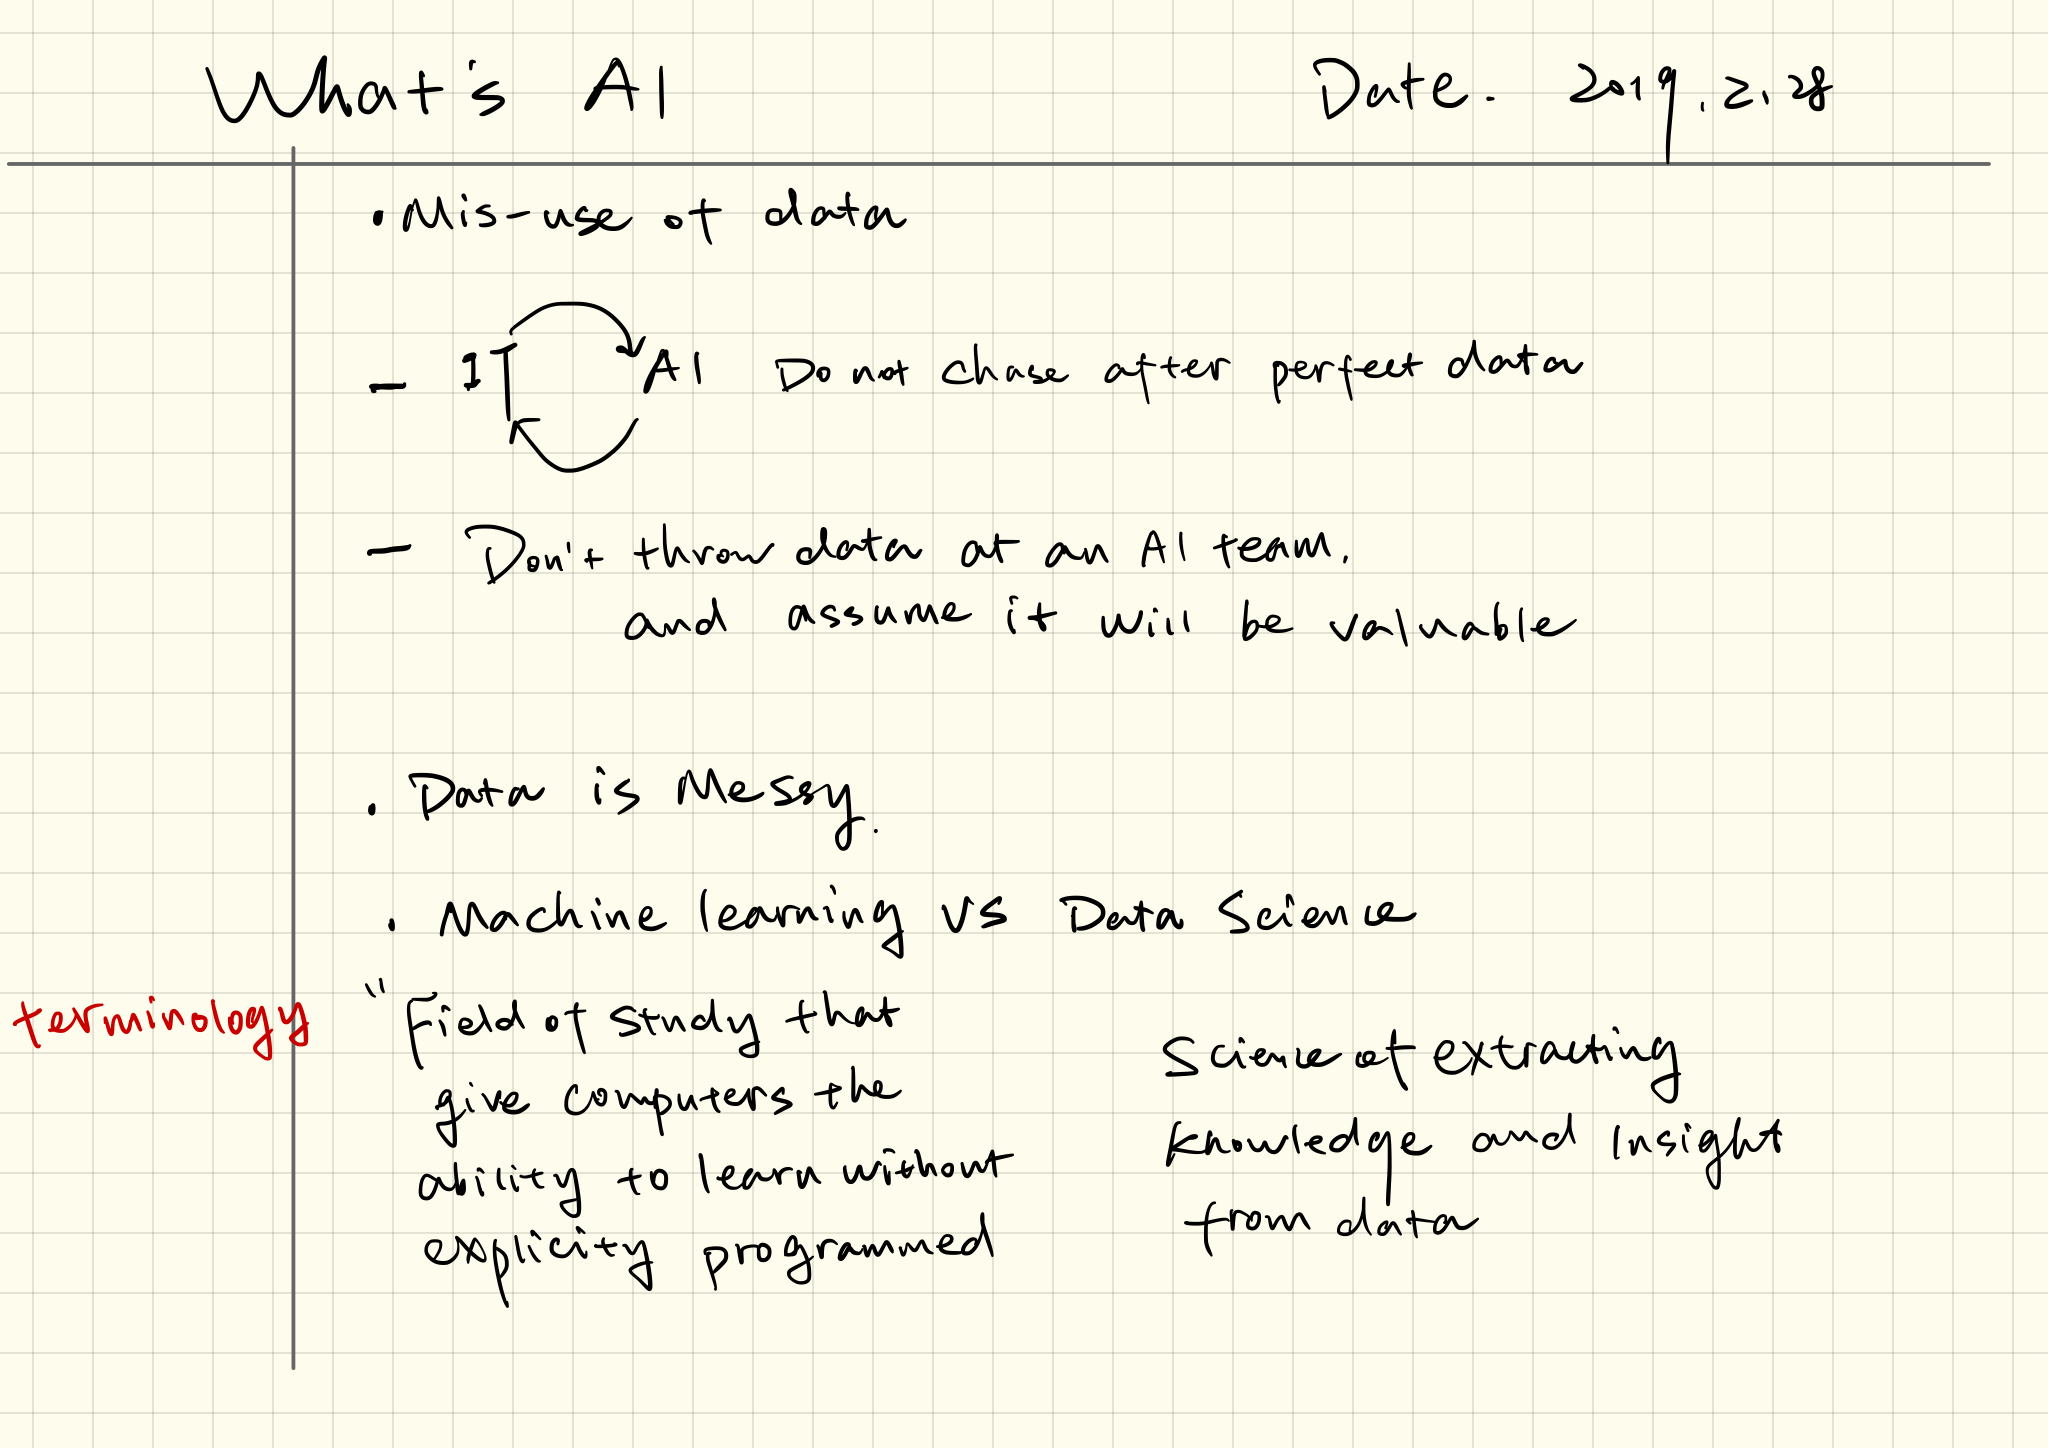 What's AI
Date. 2019.2.28
• Mis-use of data
— IT AI Do not chase after perfect data
— Don't throw data at an AI team.
and assume it will be valuable
• Data is Messy.
• Machine learning vs Data Science
terminology
" Field of study that
give computers the
ability to learn without
explicity programmed
Science of extracting
knowledge and Insight
from data